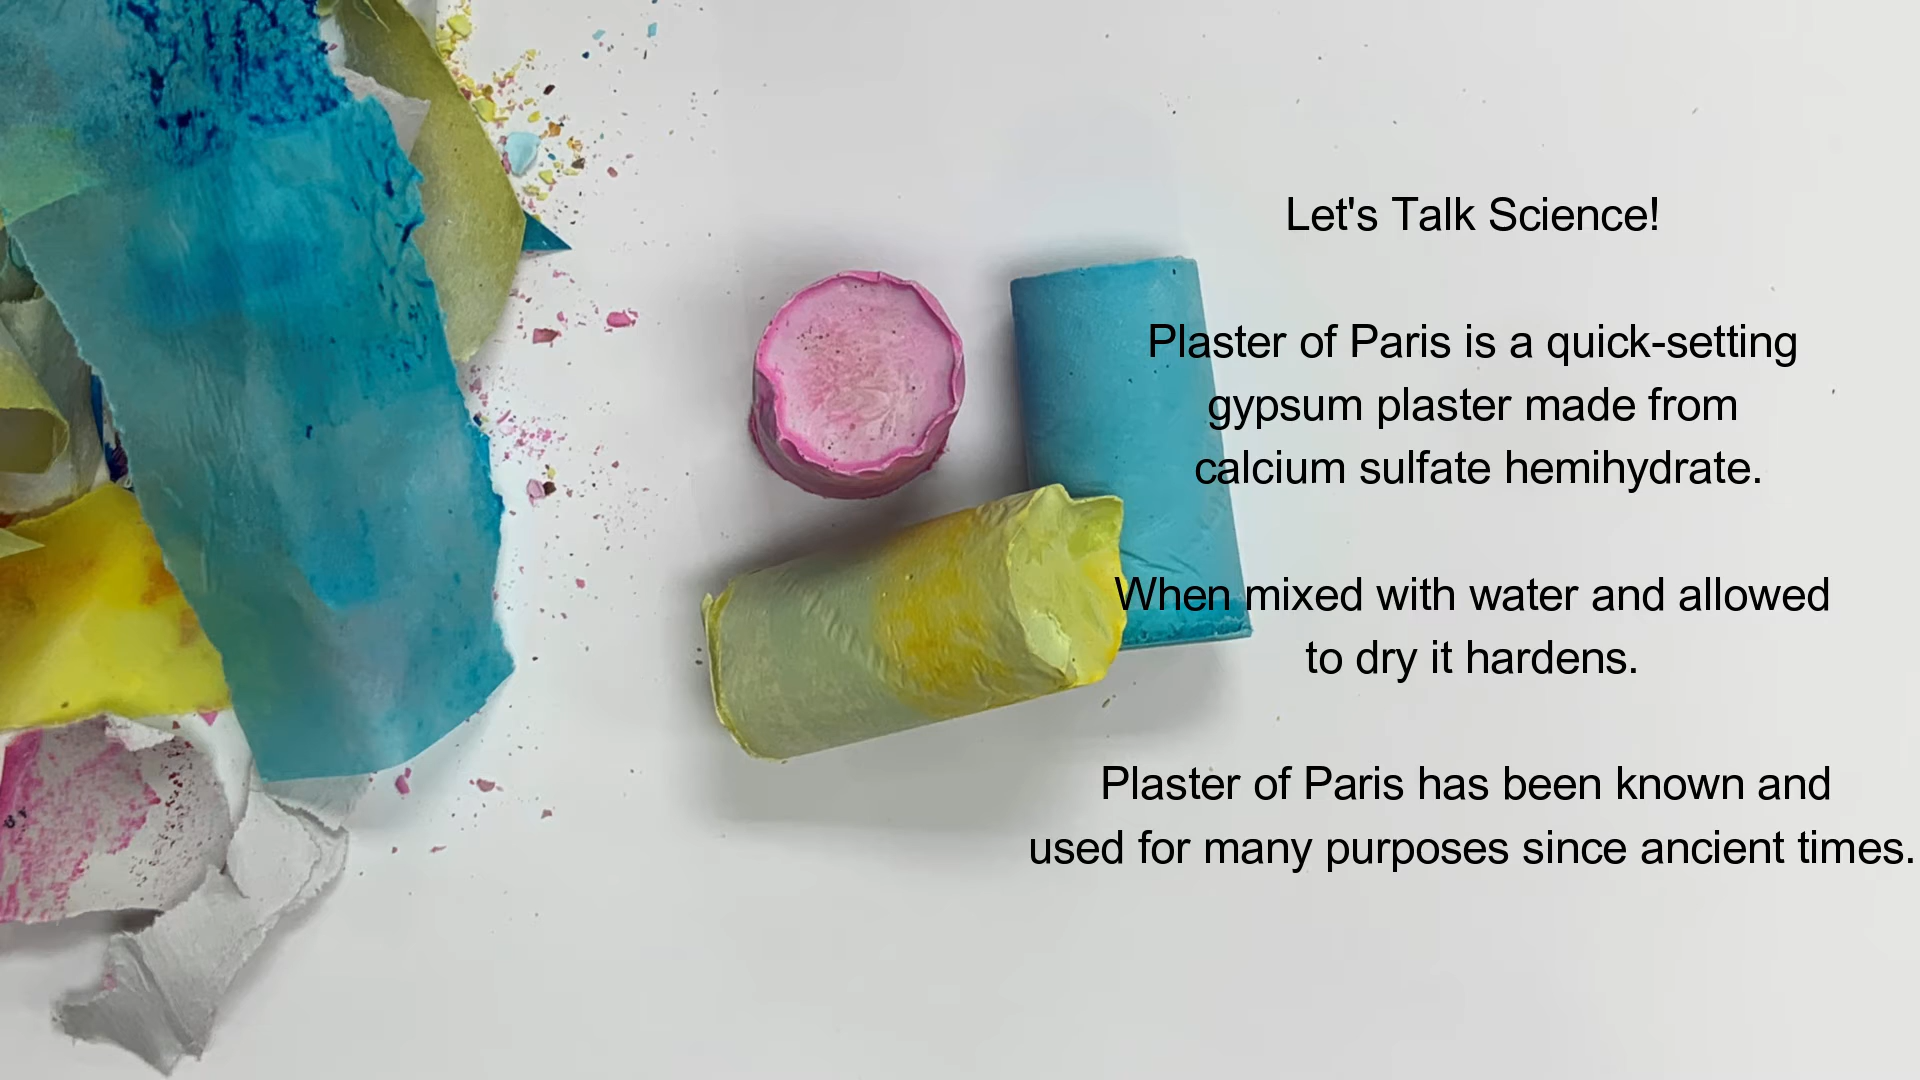 Let's Talk Science!
Plaster of Paris is a quick-setting
gypsum plaster made from
calcium sulfate hemihydrate.
When mixed with water and allowed
to dry it hardens.
Plaster of Paris has been known and
used for many purposes since ancient times.